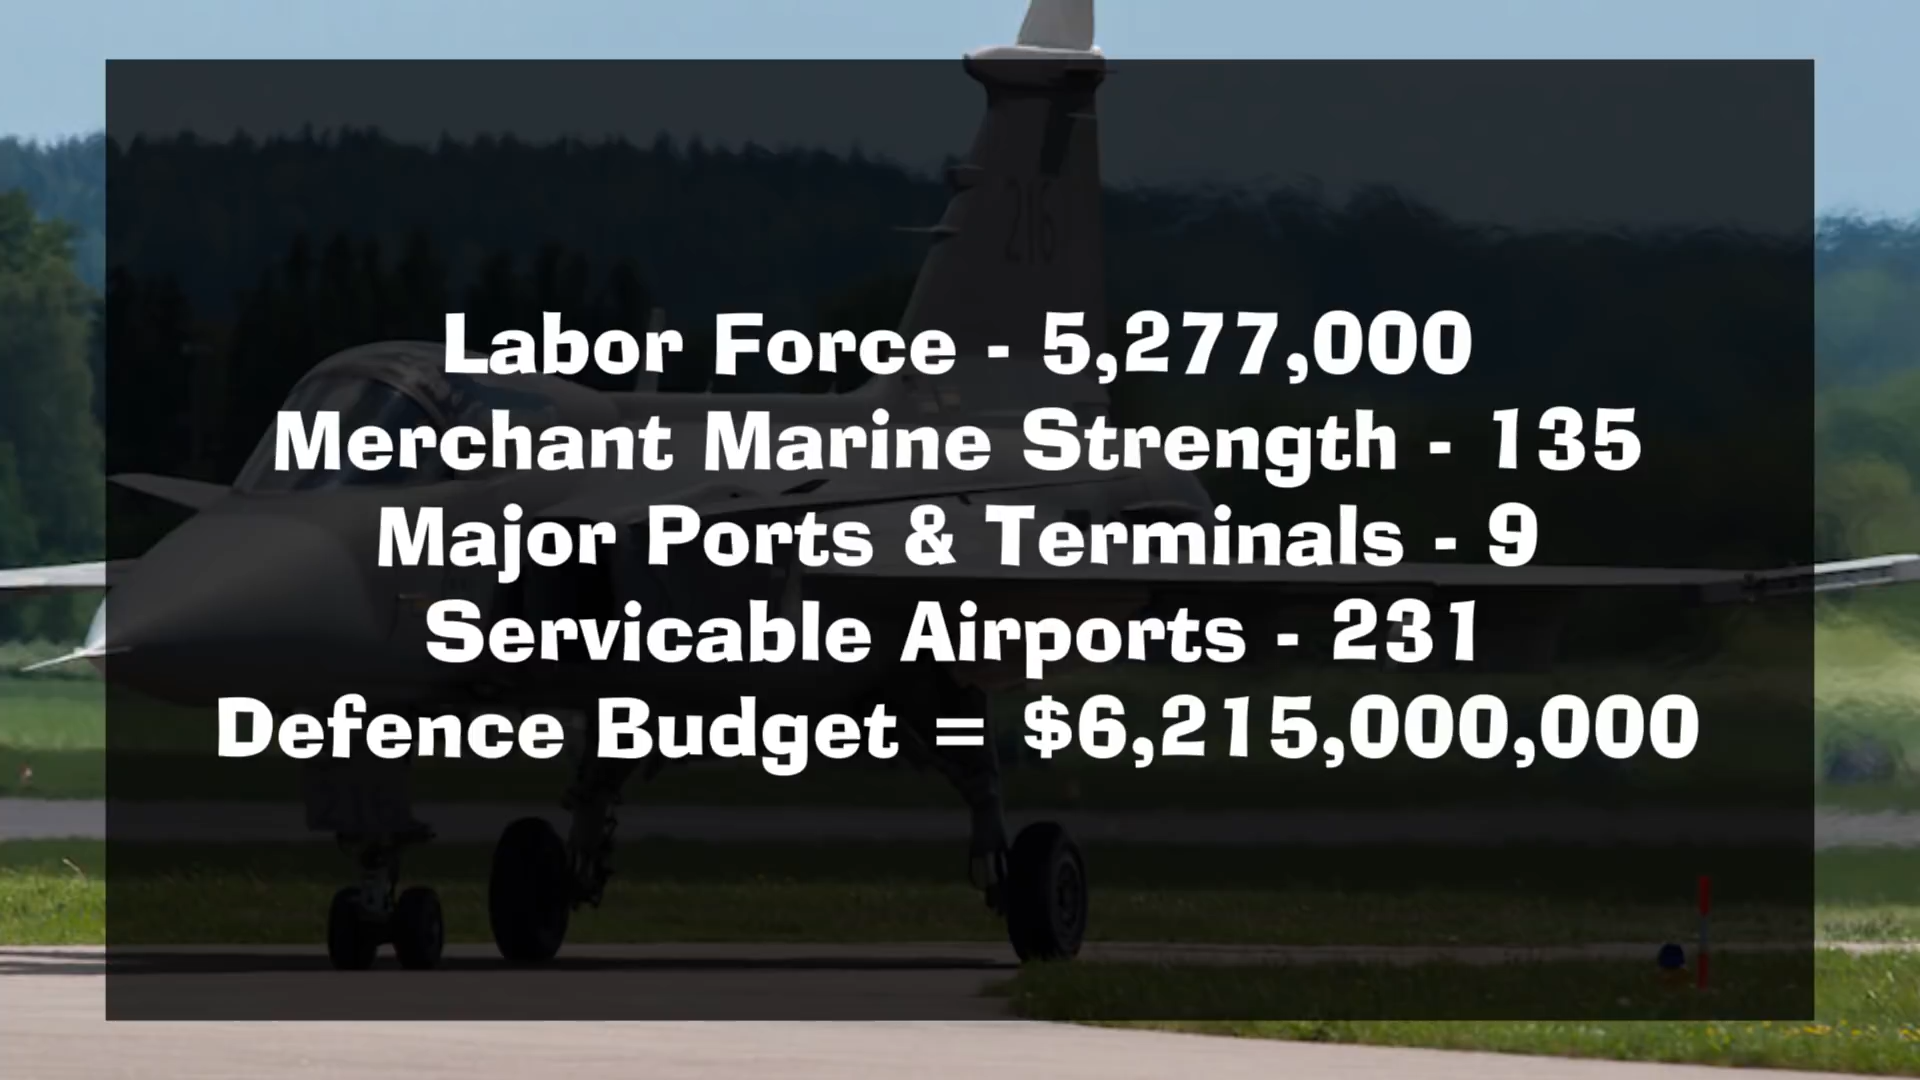 216
Labor Force - 5,277,000
Merchant Marine Strength - 135
Major Ports & Terminals - 9
Servicable Airports - 231
Defence Budget = $6,215,000,000